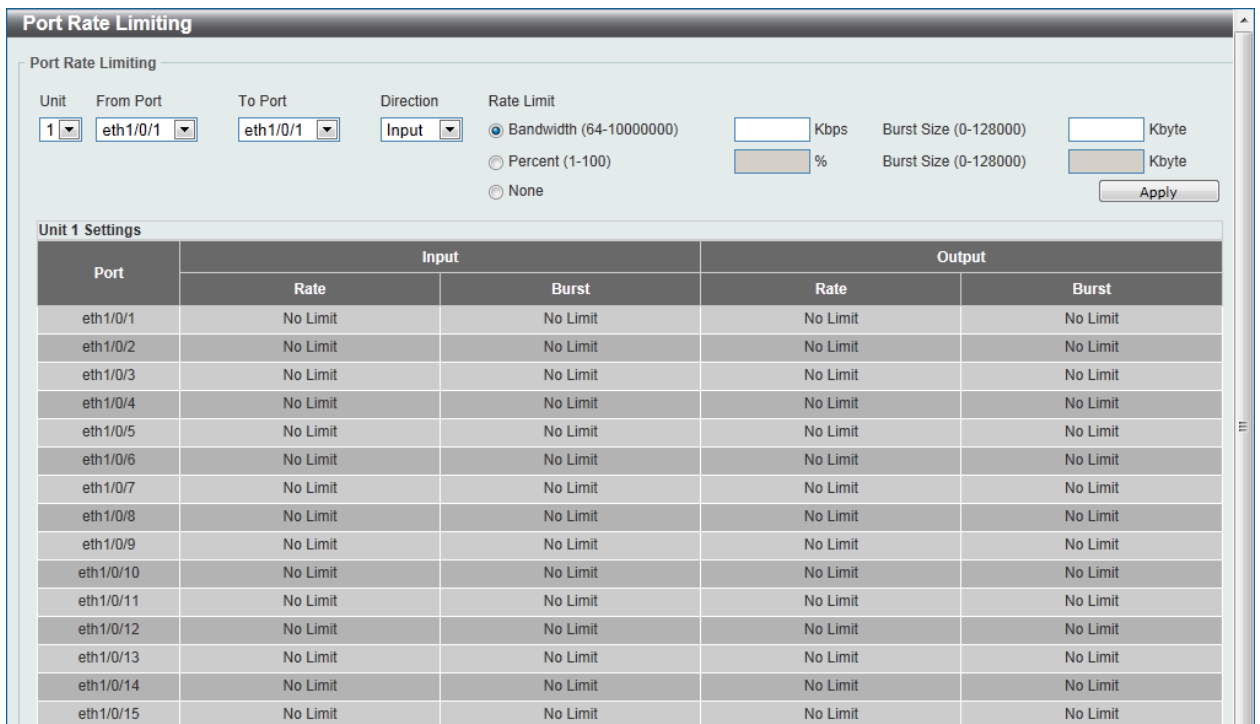 Port Rate Limiting
Port Rate Limiting
Unit From Port To Port Direction Rate Limit
1 eth1/0/1 eth1/0/1 Input Bandwidth (64-10000000) Kbps Burst Size (0-128000) Kbyte
Percent (1-100) % Burst Size (0-128000) Kbyte
None Apply
Unit 1 Settings
Port Input Output
Rate Burst Rate Burst
eth1/0/1 No Limit No Limit No Limit No Limit
eth1/0/2 No Limit No Limit No Limit No Limit
eth1/0/3 No Limit No Limit No Limit No Limit
eth1/0/4 No Limit No Limit No Limit No Limit
eth1/0/5 No Limit No Limit No Limit No Limit
eth1/0/6 No Limit No Limit No Limit No Limit
eth1/0/7 No Limit No Limit No Limit No Limit
eth1/0/8 No Limit No Limit No Limit No Limit
eth1/0/9 No Limit No Limit No Limit No Limit
eth1/0/10 No Limit No Limit No Limit No Limit
eth1/0/11 No Limit No Limit No Limit No Limit
eth1/0/12 No Limit No Limit No Limit No Limit
eth1/0/13 No Limit No Limit No Limit No Limit
eth1/0/14 No Limit No Limit No Limit No Limit
eth1/0/15 No Limit No Limit No Limit No Limit